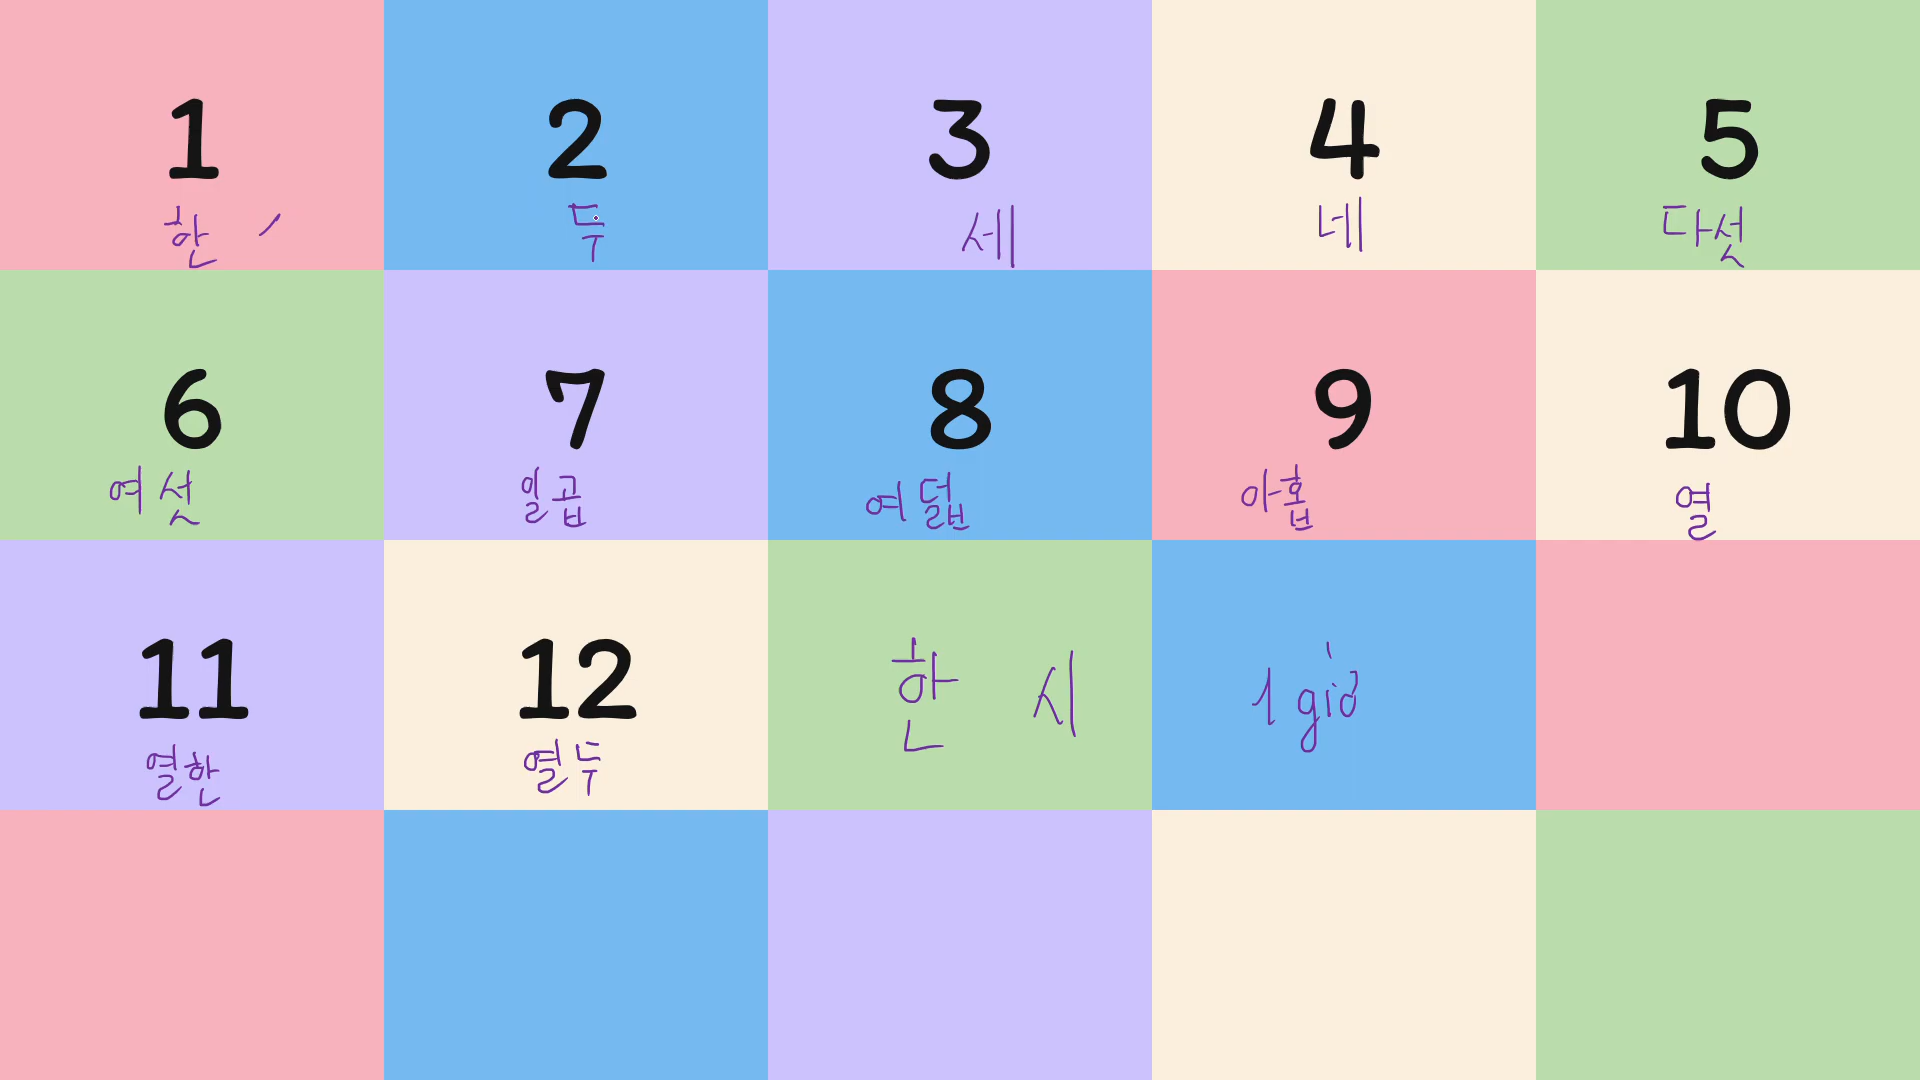 1 2 3 4 5
한 두 세 네 다섯
6 7 8 9 10
여섯 일곱 여덟 아홉 열
11 12
한 시 1 giờ
열한 열두